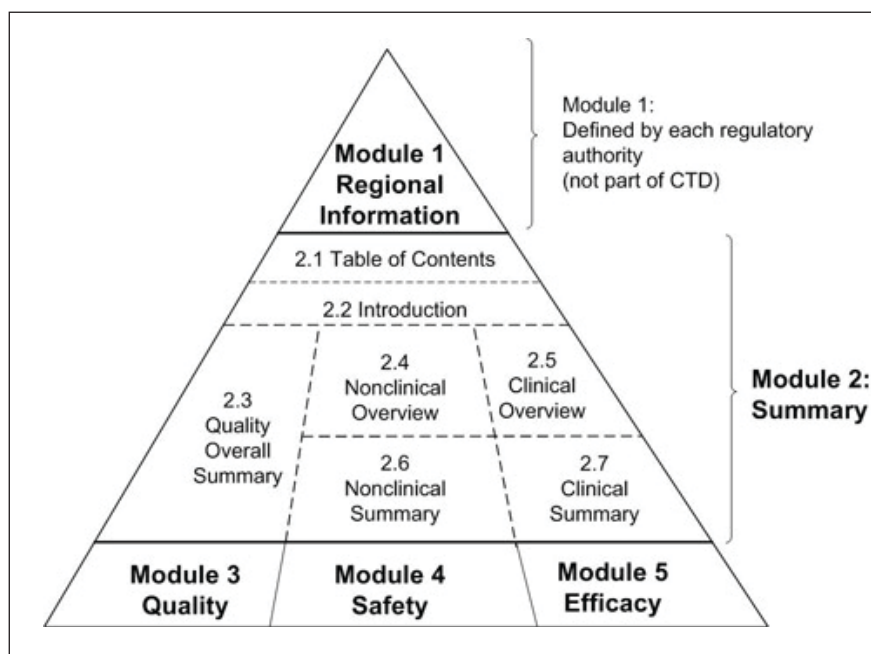 Module 1
Regional
Information
Module 1:
Defined by each regulatory
authority
(not part of CTD)
2.1 Table of Contents
2.2 Introduction
2.3
Quality
Overall
Summary
2.4
Nonclinical
Overview
2.5
Clinical
Overview
2.6
Nonclinical
Summary
2.7
Clinical
Summary
Module 2:
Summary
Module 3
Quality
Module 4
Safety
Module 5
Efficacy